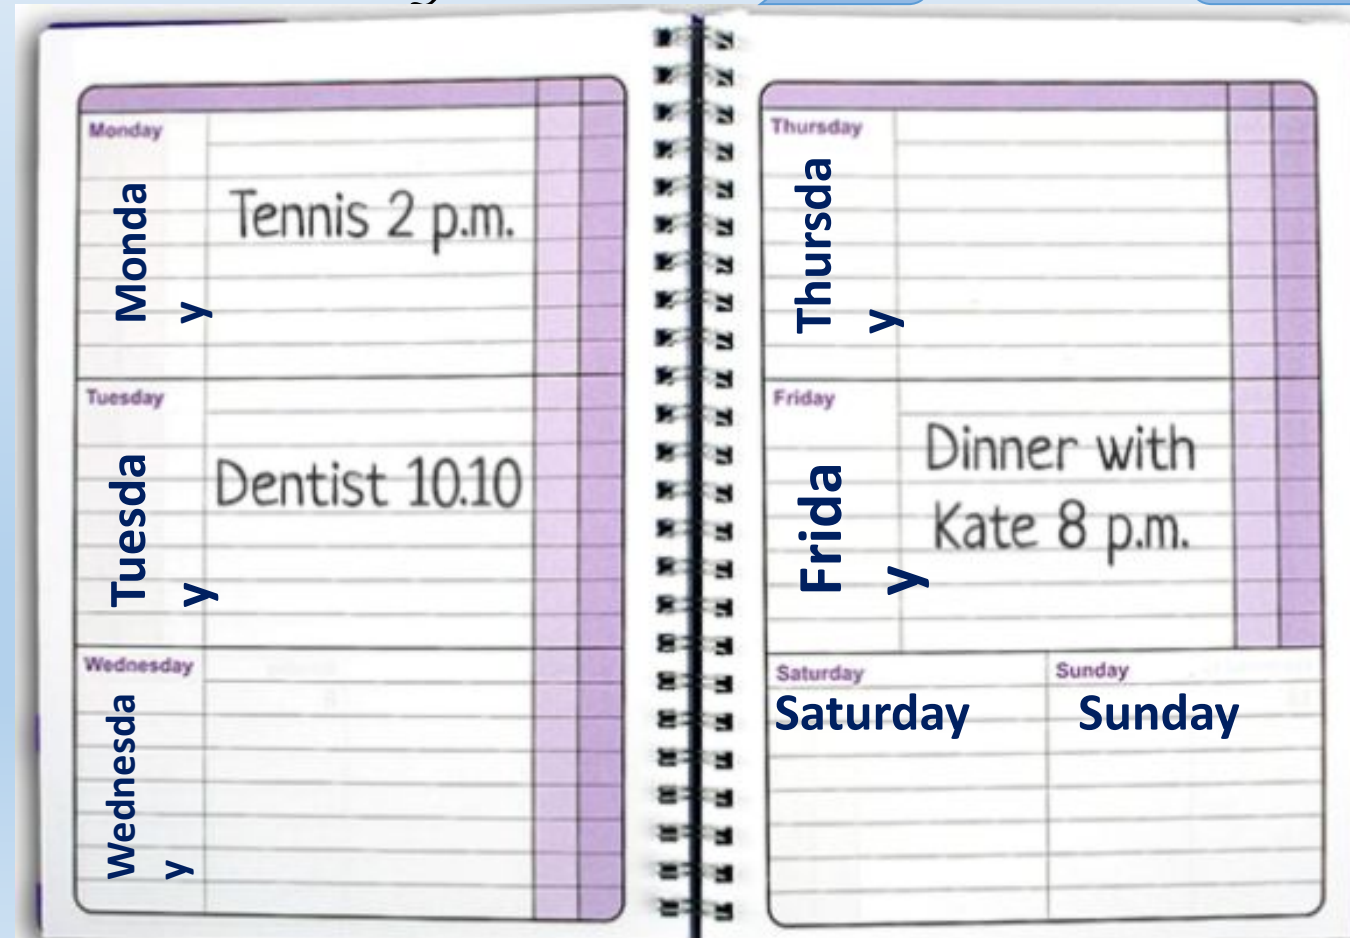 Monday
Monda
y
Tennis 2 p.m.
Tuesday
Tuesda
y
Dentist 10.10
Wednesday
Wednesda
y
Thursday
Thursda
y
Friday
Frida
y
Dinner with
Kate 8 p.m.
Saturday
Saturday
Sunday
Sunday